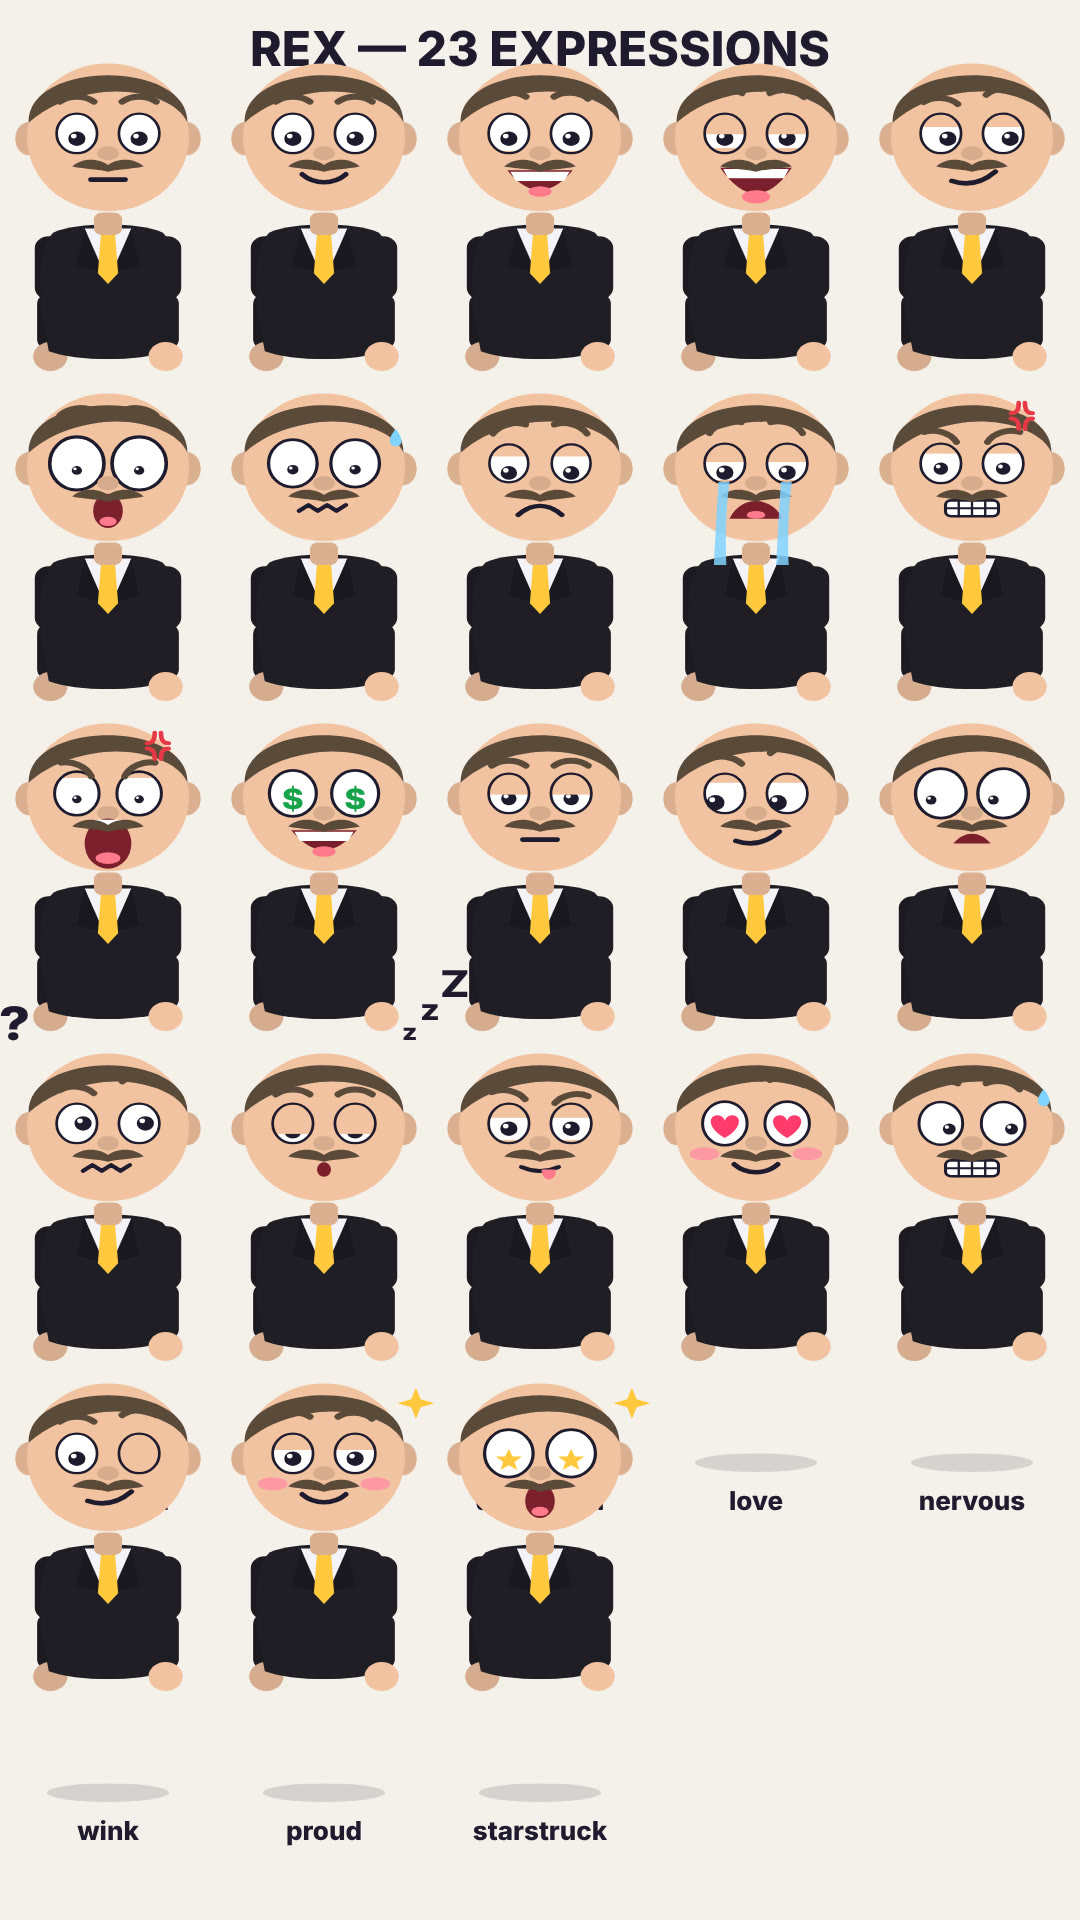 REX — 23 EXPRESSIONS
$ $
?
z z Z
love nervous
wink proud starstruck